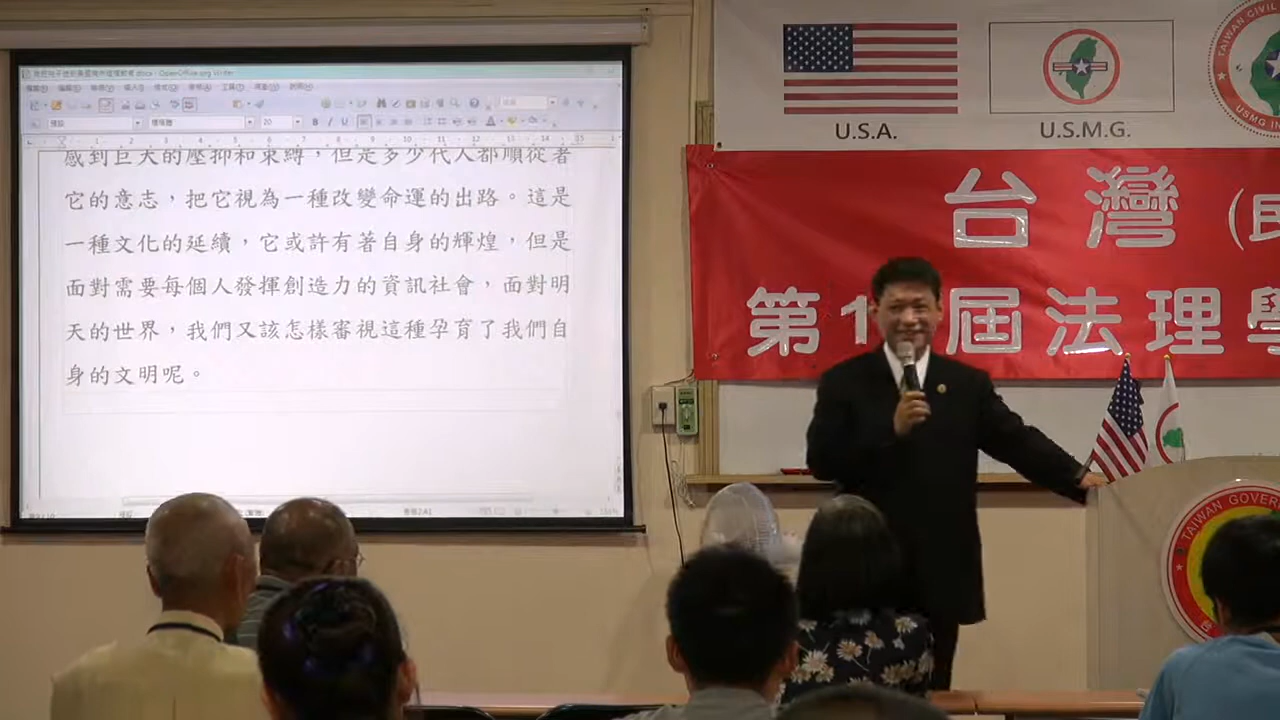 感到巨大的壓抑和束縛，但是多少代人都順從著
它的意志，把它視為一種改變命運的出路。這是
一種文化的延續，它或許有著自身的輝煌，但是
面對需要每個人發揮創造力的資訊社會，面對明
天的世界，我們又該怎樣審視這種孕育了我們自
身的文明呢。
U.S.A.
U.S.M.G.
TAIWAN CIVIL
台灣
第1
屆法理學
TAIWAN GOVER